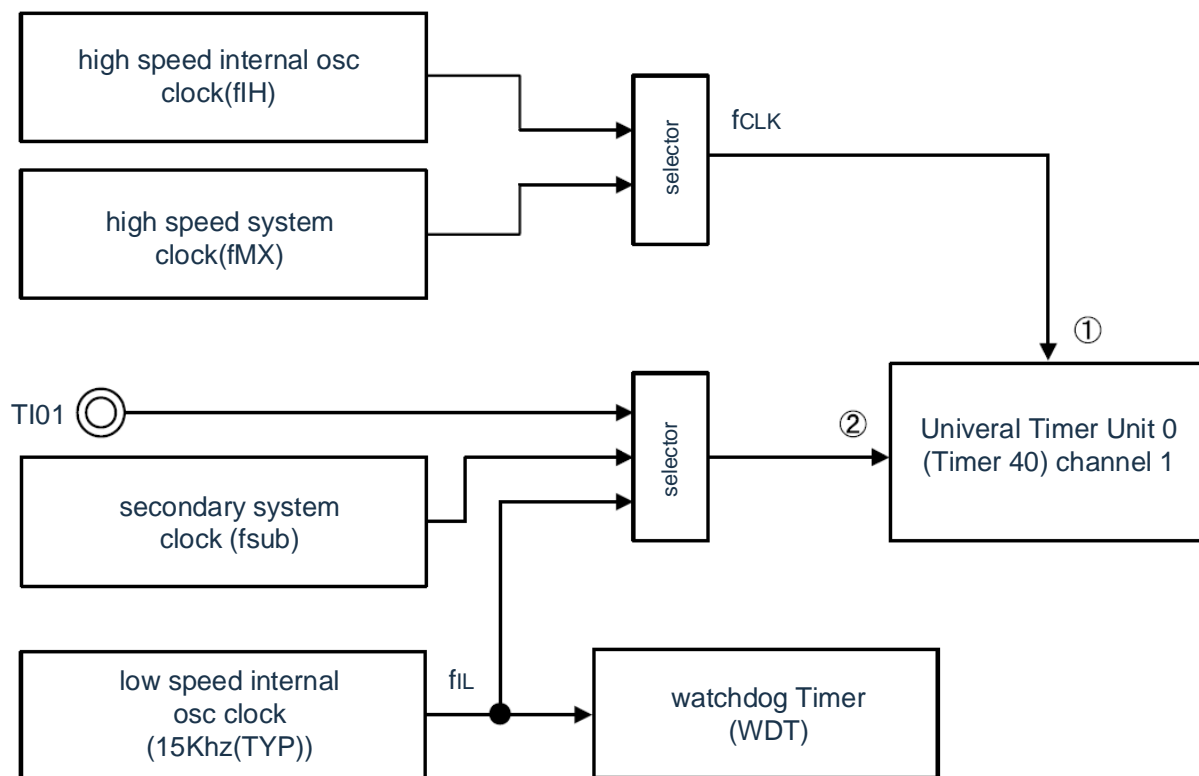 high speed internal osc
clock(fIH)
selector
fCLK
high speed system
clock(fMX)
①
TI01
selector
②
Univeral Timer Unit 0
(Timer 40) channel 1
secondary system
clock (fsub)
low speed internal
osc clock
(15Khz(TYP))
fIL
watchdog Timer
(WDT)